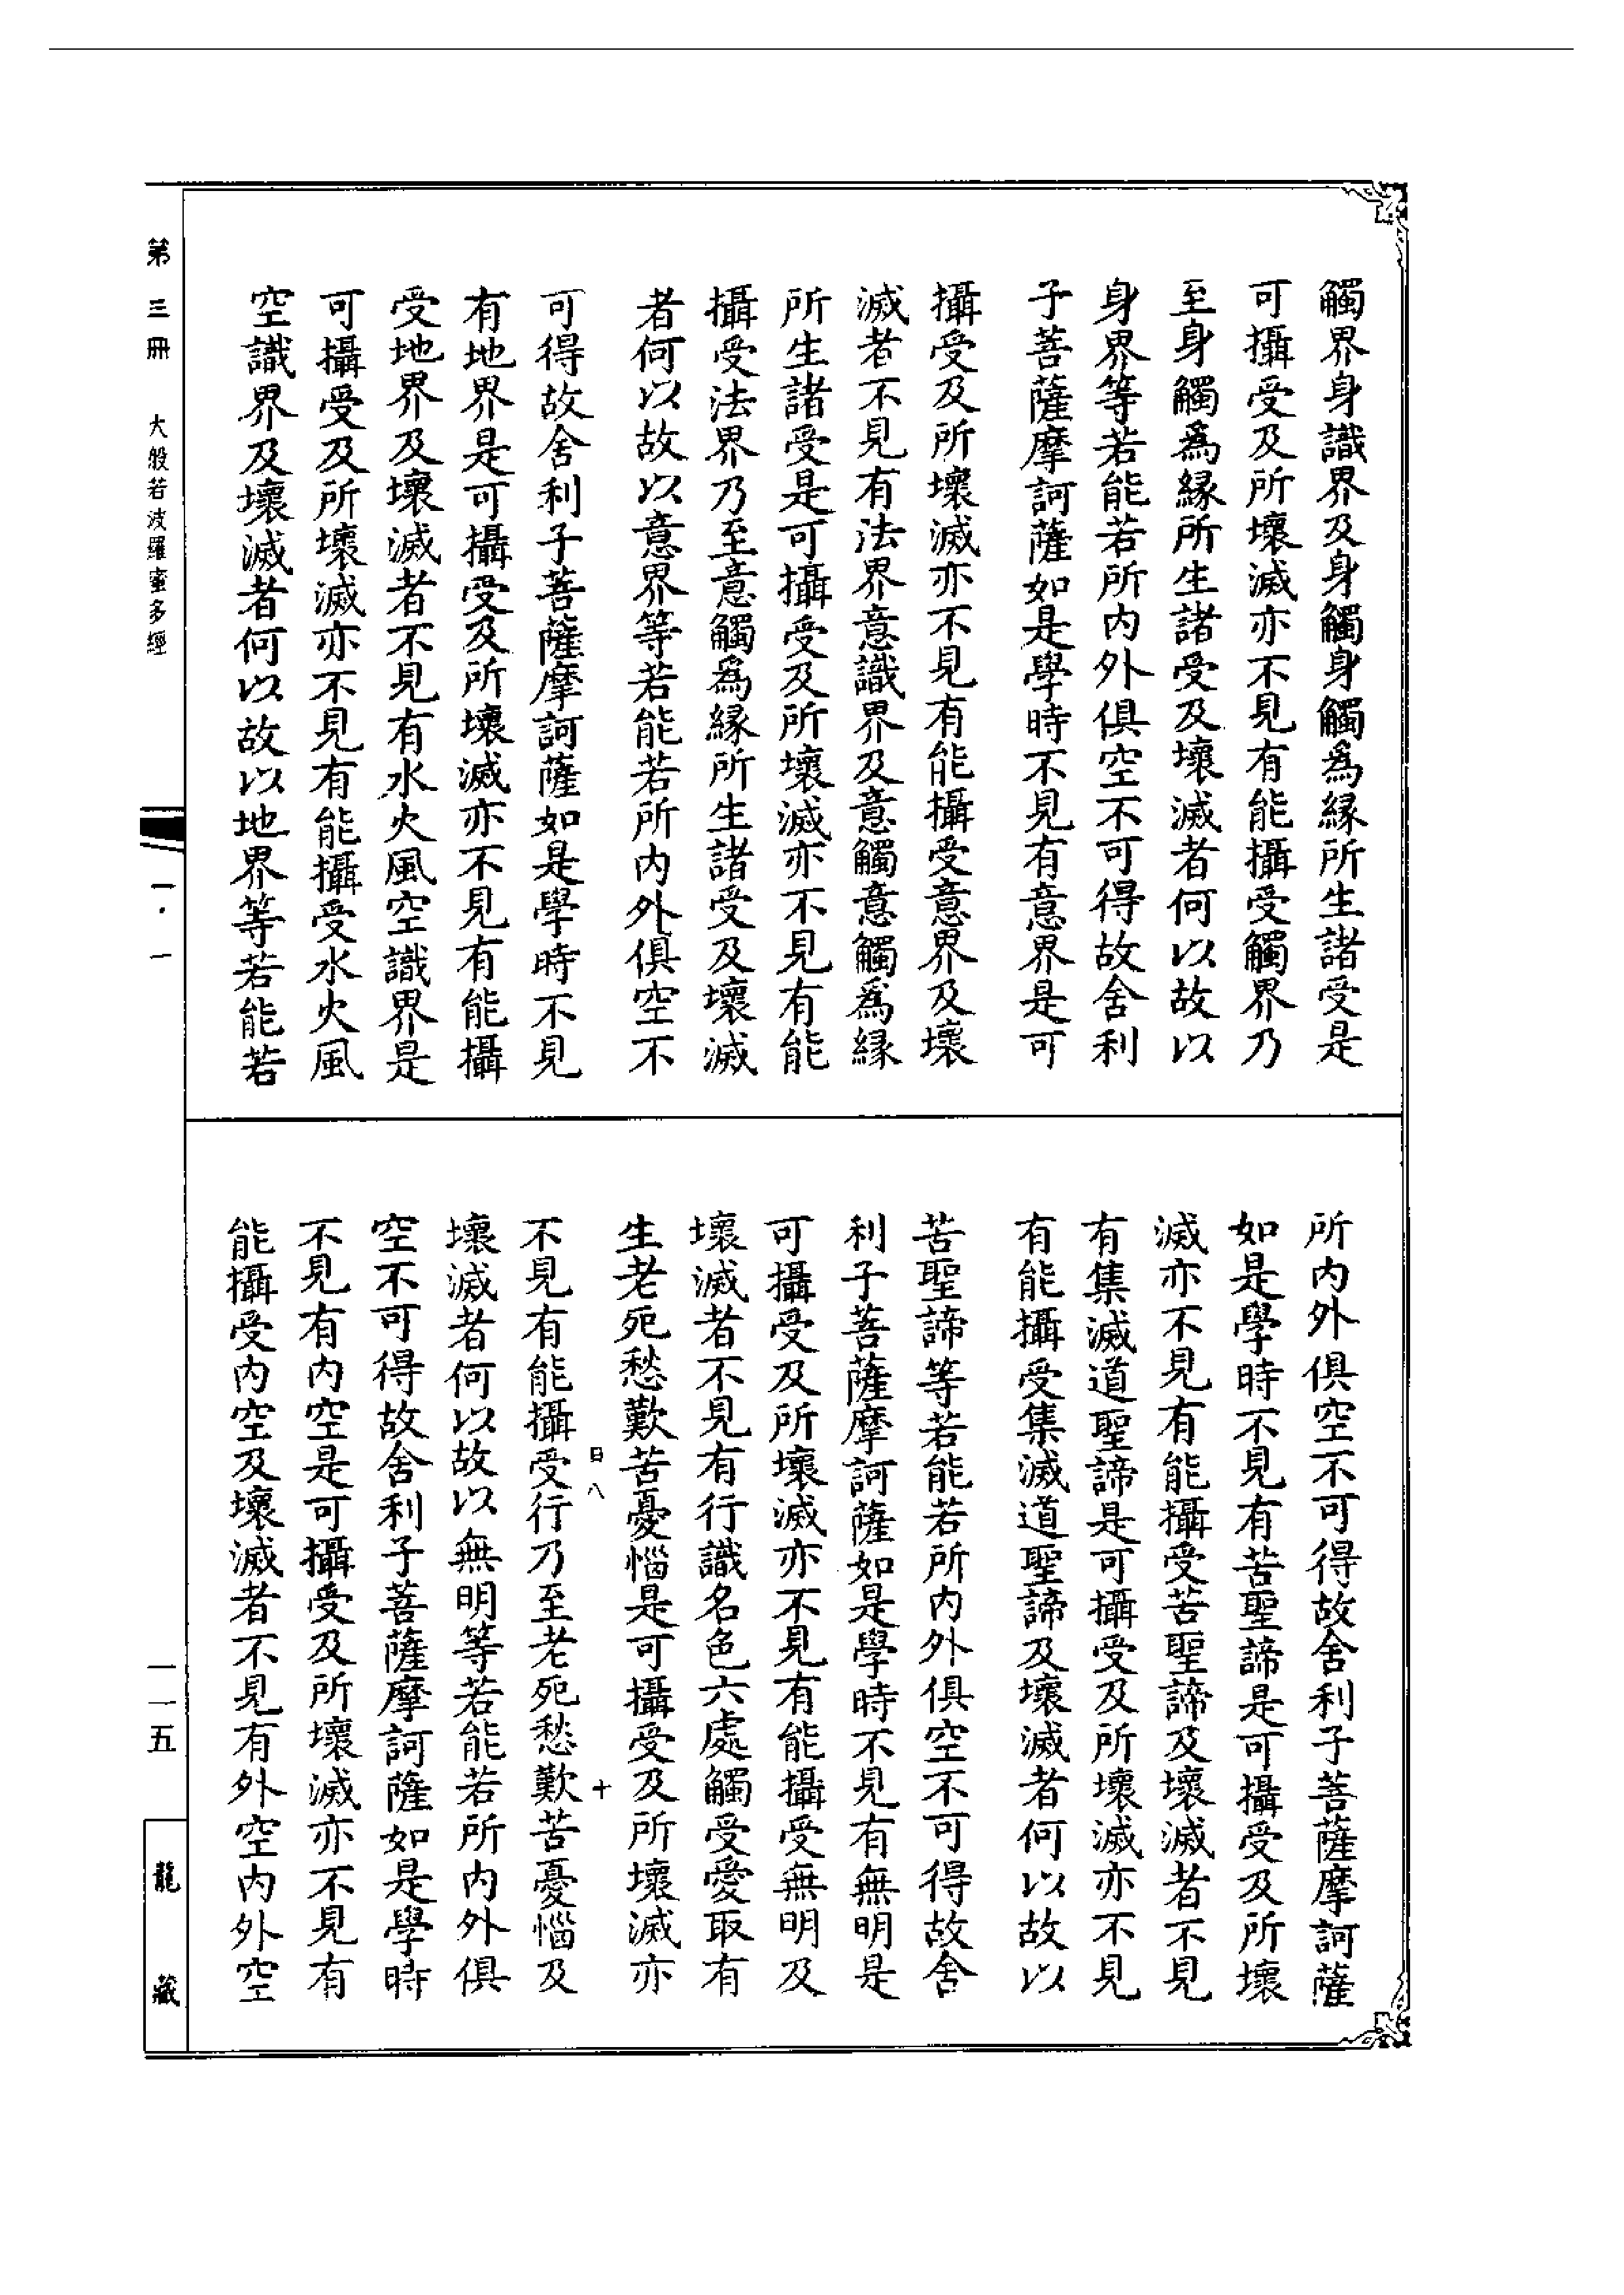 觸界身識界及身觸身觸爲緣所生諸受是
可攝受及所壞滅亦不見有能攝受觸界乃
至身觸爲緣所生諸受及壞滅者何以故以
身界等若能若所內外俱空不可得故舍利
子菩薩摩訶薩如是學時不見有意界是可
攝受及所壞滅亦不見有能攝受意界及壞
滅者不見有法界意識界及意觸意觸爲緣
所生諸受是可攝受及所壞滅亦不見有能
攝受法界乃至意觸爲緣所生諸受及壞滅
者何以故以意界等若能若所內外俱空不
可得故舍利子菩薩摩訶薩如是學時不見
有地界是可攝受及所壞滅亦不見有能攝
受地界及壞滅者不見有水火風空識界是
可攝受及所壞滅亦不見有能攝受水火風
空識界及壞滅者何以故以地界等若能若
所內外俱空不可得故舍利子菩薩摩訶薩
如是學時不見有苦聖諦是可攝受及所壞
滅亦不見有能攝受苦聖諦及壞滅者不見
有集滅道聖諦是可攝受及所壞滅亦不見
有能攝受集滅道聖諦及壞滅者何以故以
苦聖諦等若能若所內外俱空不可得故舍
利子菩薩摩訶薩如是學時不見有無明是
可攝受及所壞滅亦不見有能攝受無明及
壞滅者不見有行識名色六處觸受愛取有
生老死愁歎苦憂惱是可攝受及所壞滅亦
日八 十
不見有能攝受行乃至老死愁歎苦憂惱及
壞滅者何以故以無明等若能若所內外俱
空不可得故舍利子菩薩摩訶薩如是學時
不見有內空是可攝受及所壞滅亦不見有
能攝受內空及壞滅者不見有外空內外空
第三冊 大般若波羅蜜多經
一·一
一一五
龍藏